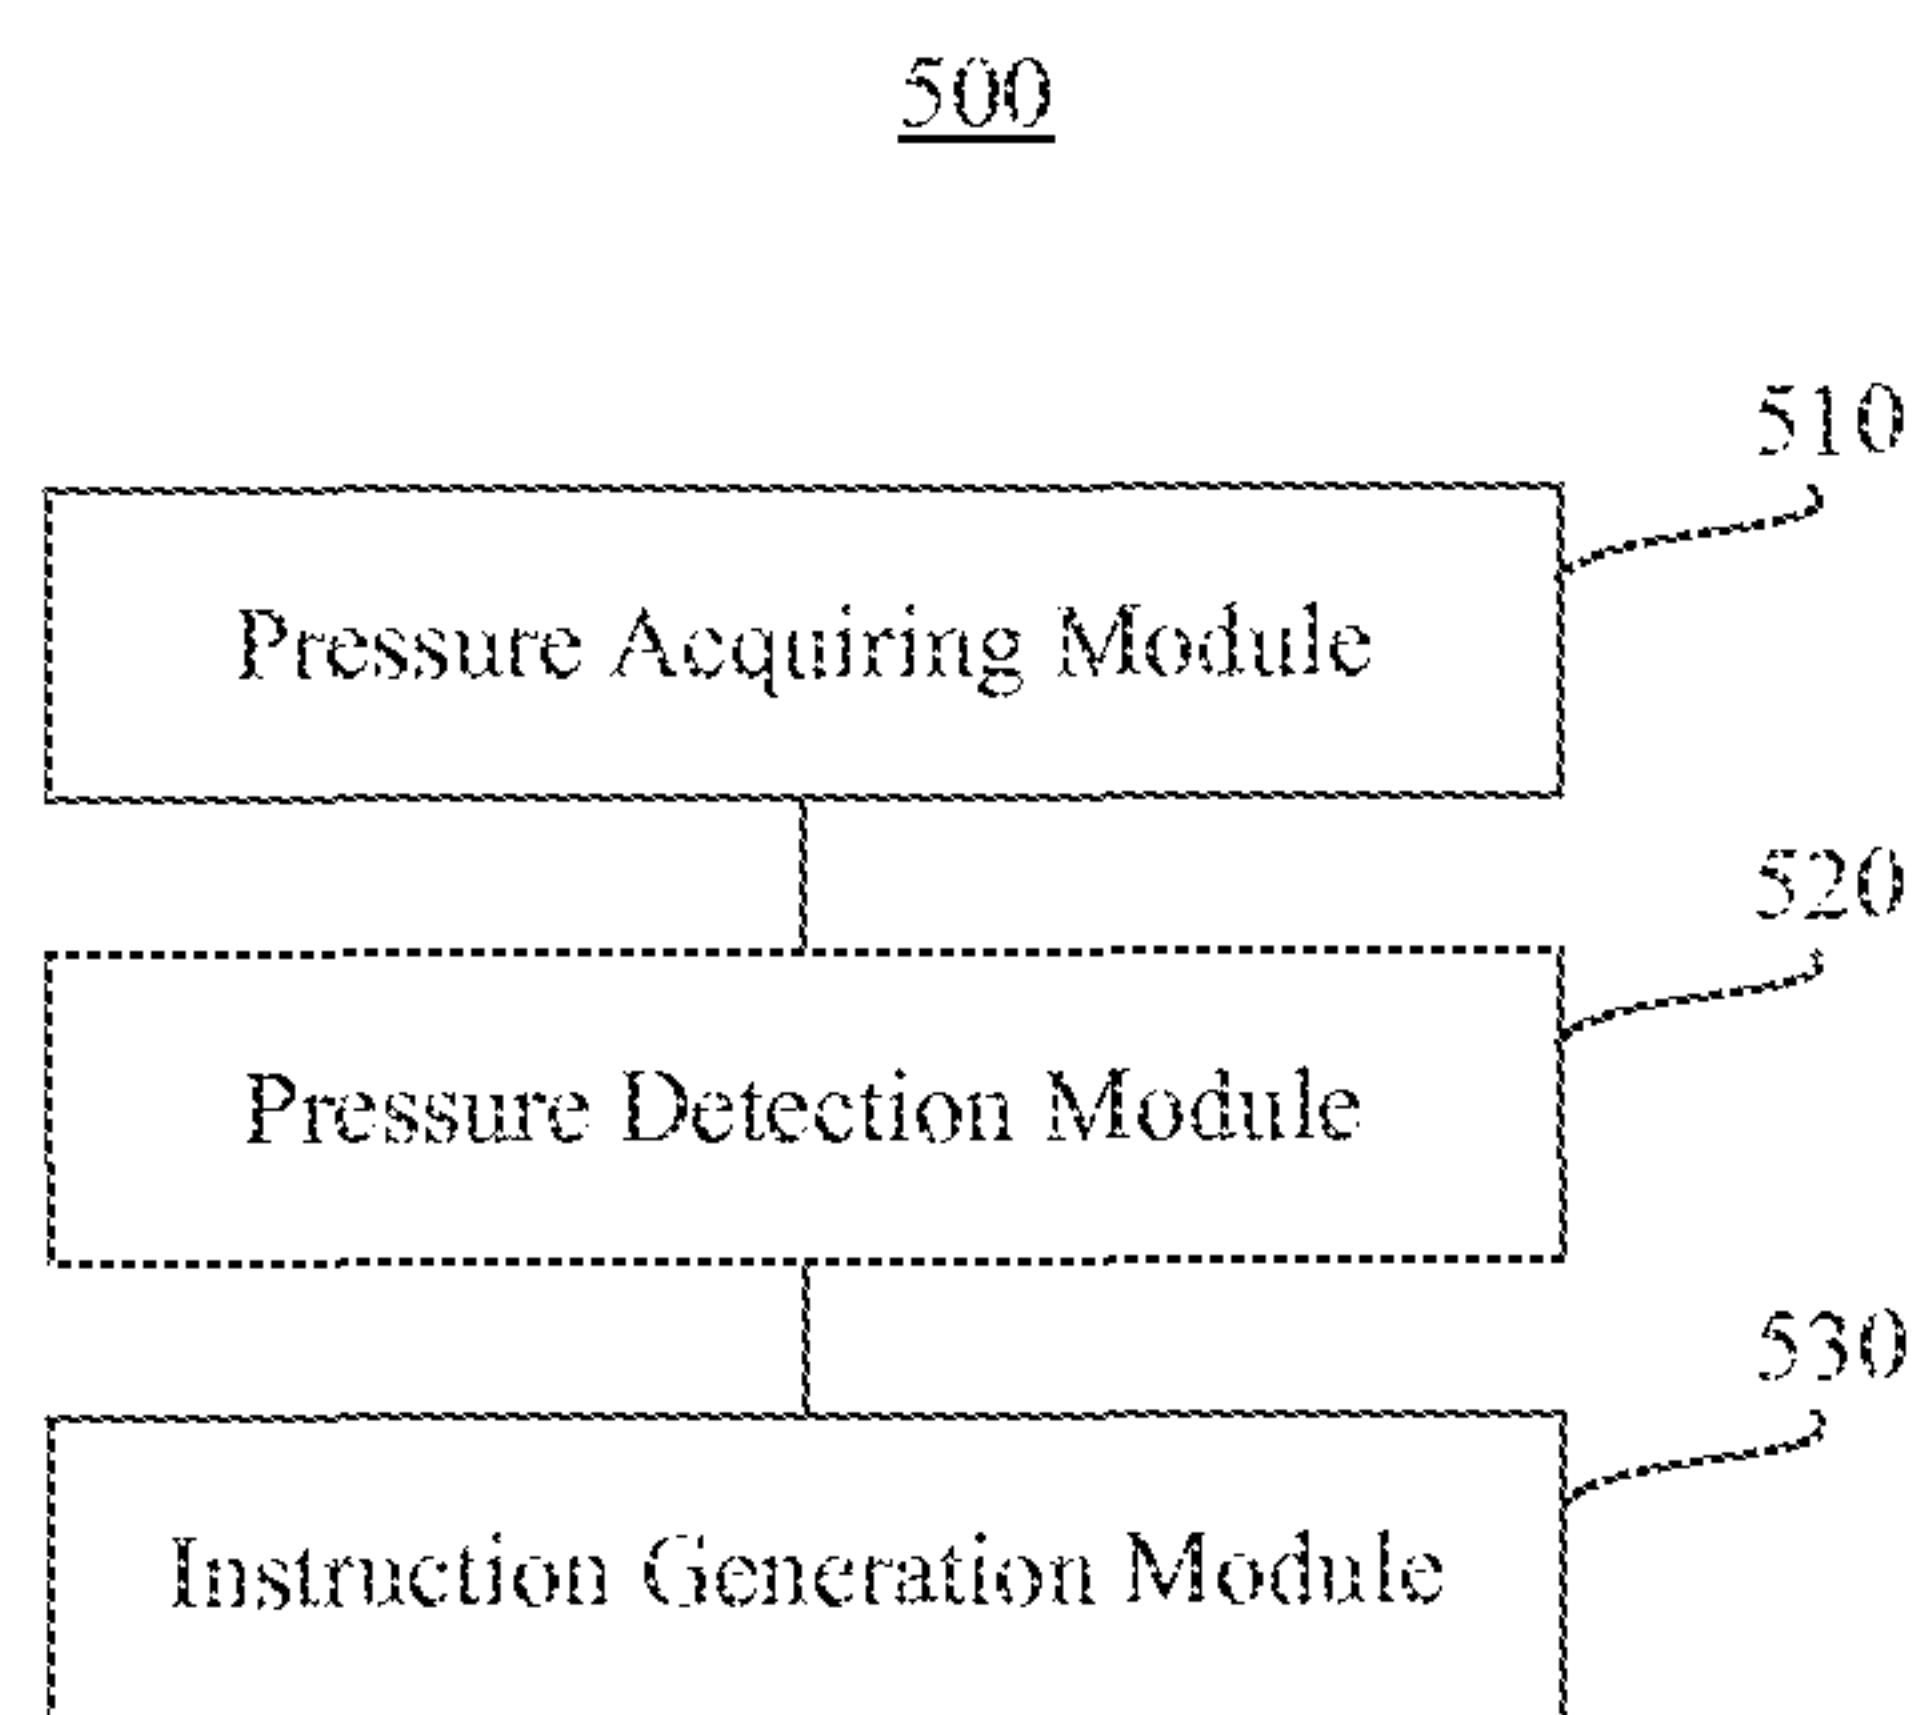 500
510
Pressure Acquiring Module
520
Pressure Detection Module
530
Instruction Generation Module